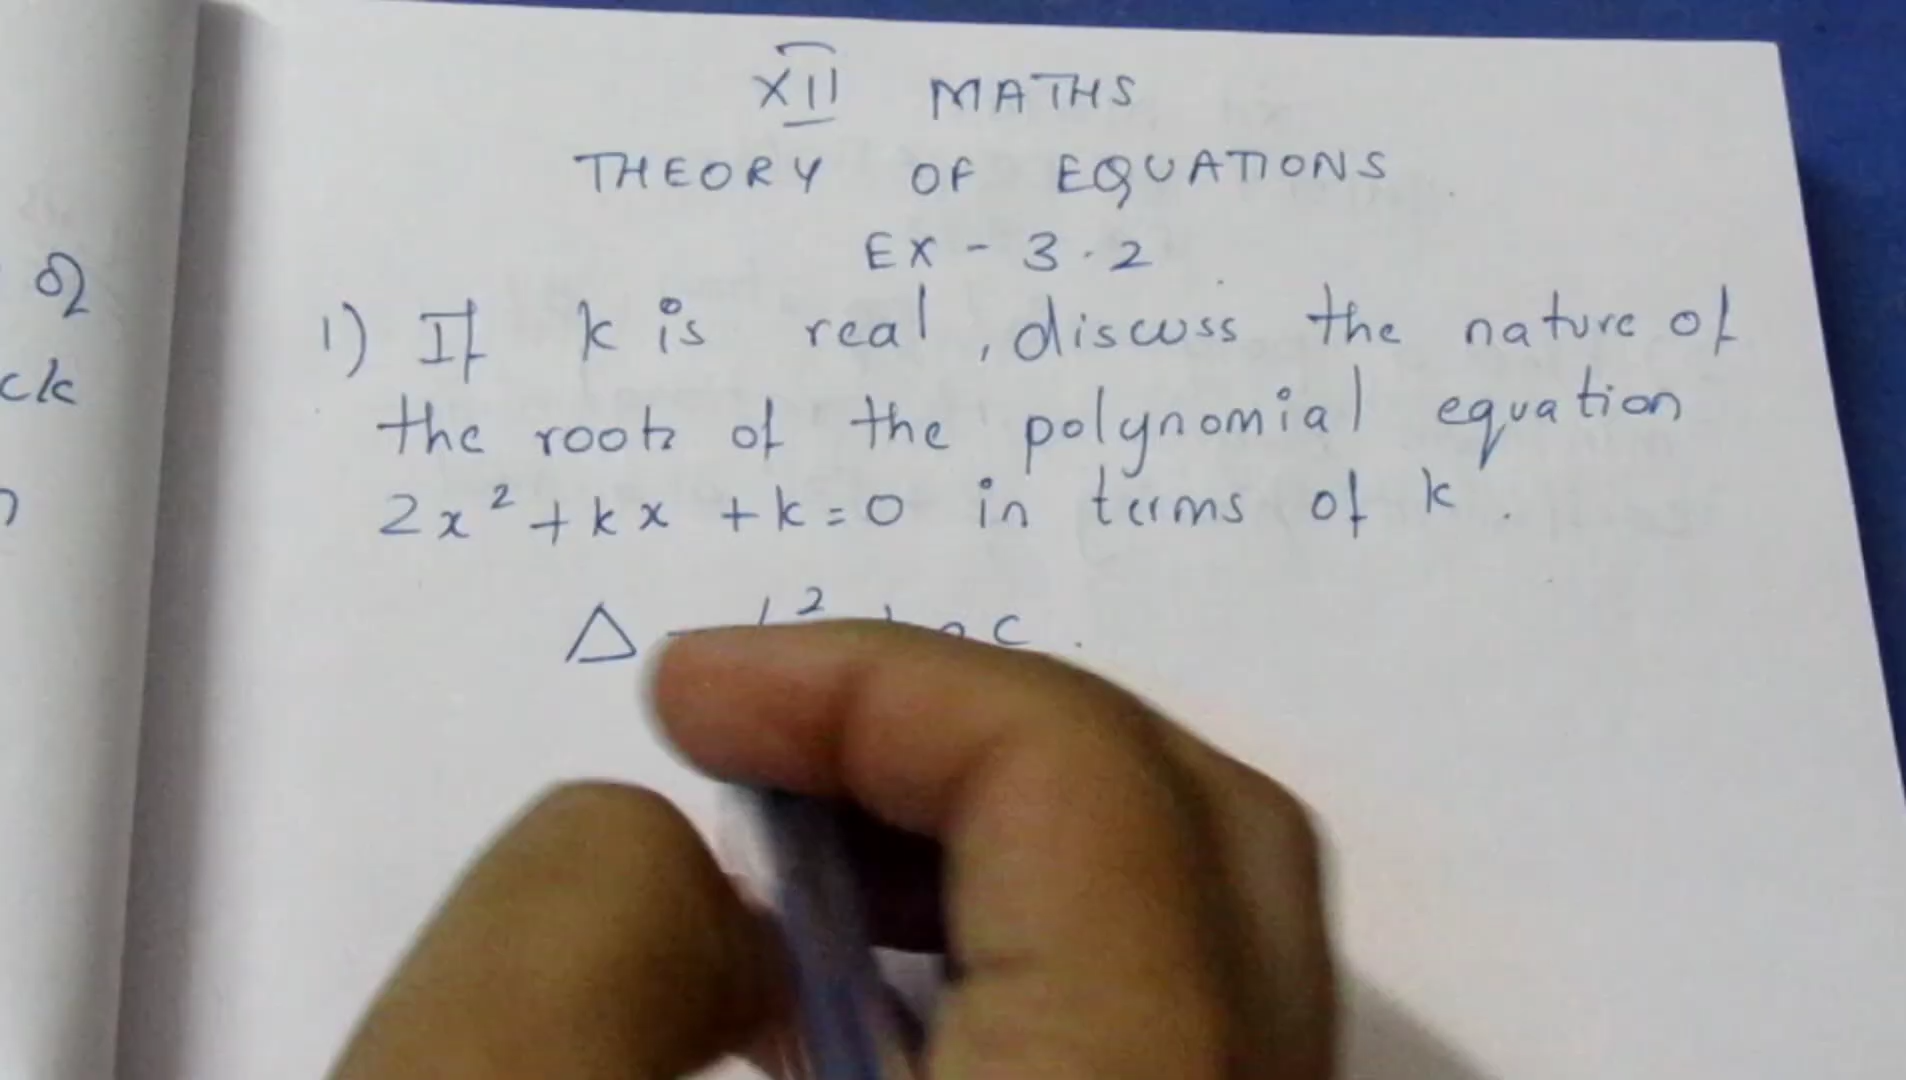 XII MATHS
THEORY OF EQUATIONS
EX - 3.2
1) If k is real, discuss the nature of
the roots of the polynomial equation
2x² + kx + k = 0 in terms of k.
Δ
ck